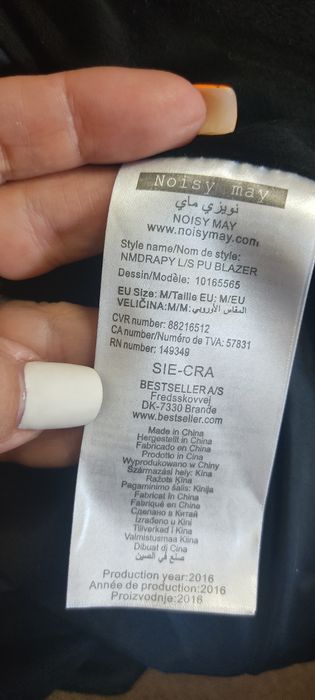 Noisy may
نويزي ماي
NOISY MAY
www.noisymay.com
Style name/Nom de style:
NMDRAPY L/S PU BLAZER
Dessin/Modèle: 10165565
EU Size: M/Taille EU: M/EU
VELIČINA:M/M: المقاس الأوروبي
CVR number: 88216512
CA number/Numéro de TVA: 57831
RN number: 149349
SIE-CRA
BESTSELLER A/S
Fredsskovvej
DK-7330 Brande
www.bestseller.com
Made in China
Hergestellt in China
Fabricado en China
Prodotto in Cina
Wyprodukowano w Chiny
Származási hely: Kína
Ražots Ķīnā
Pagaminimo šalis: Kinija
Fabricat în China
Fabriqué en Chine
Сделано в Китай
Izrađeno u Kini
Tillverkad i Kina
Valmistusmaa Kiina
Dibuat di Cina
صنع في الصين
Production year:2016
Année de production:2016
Proizvodnje:2016